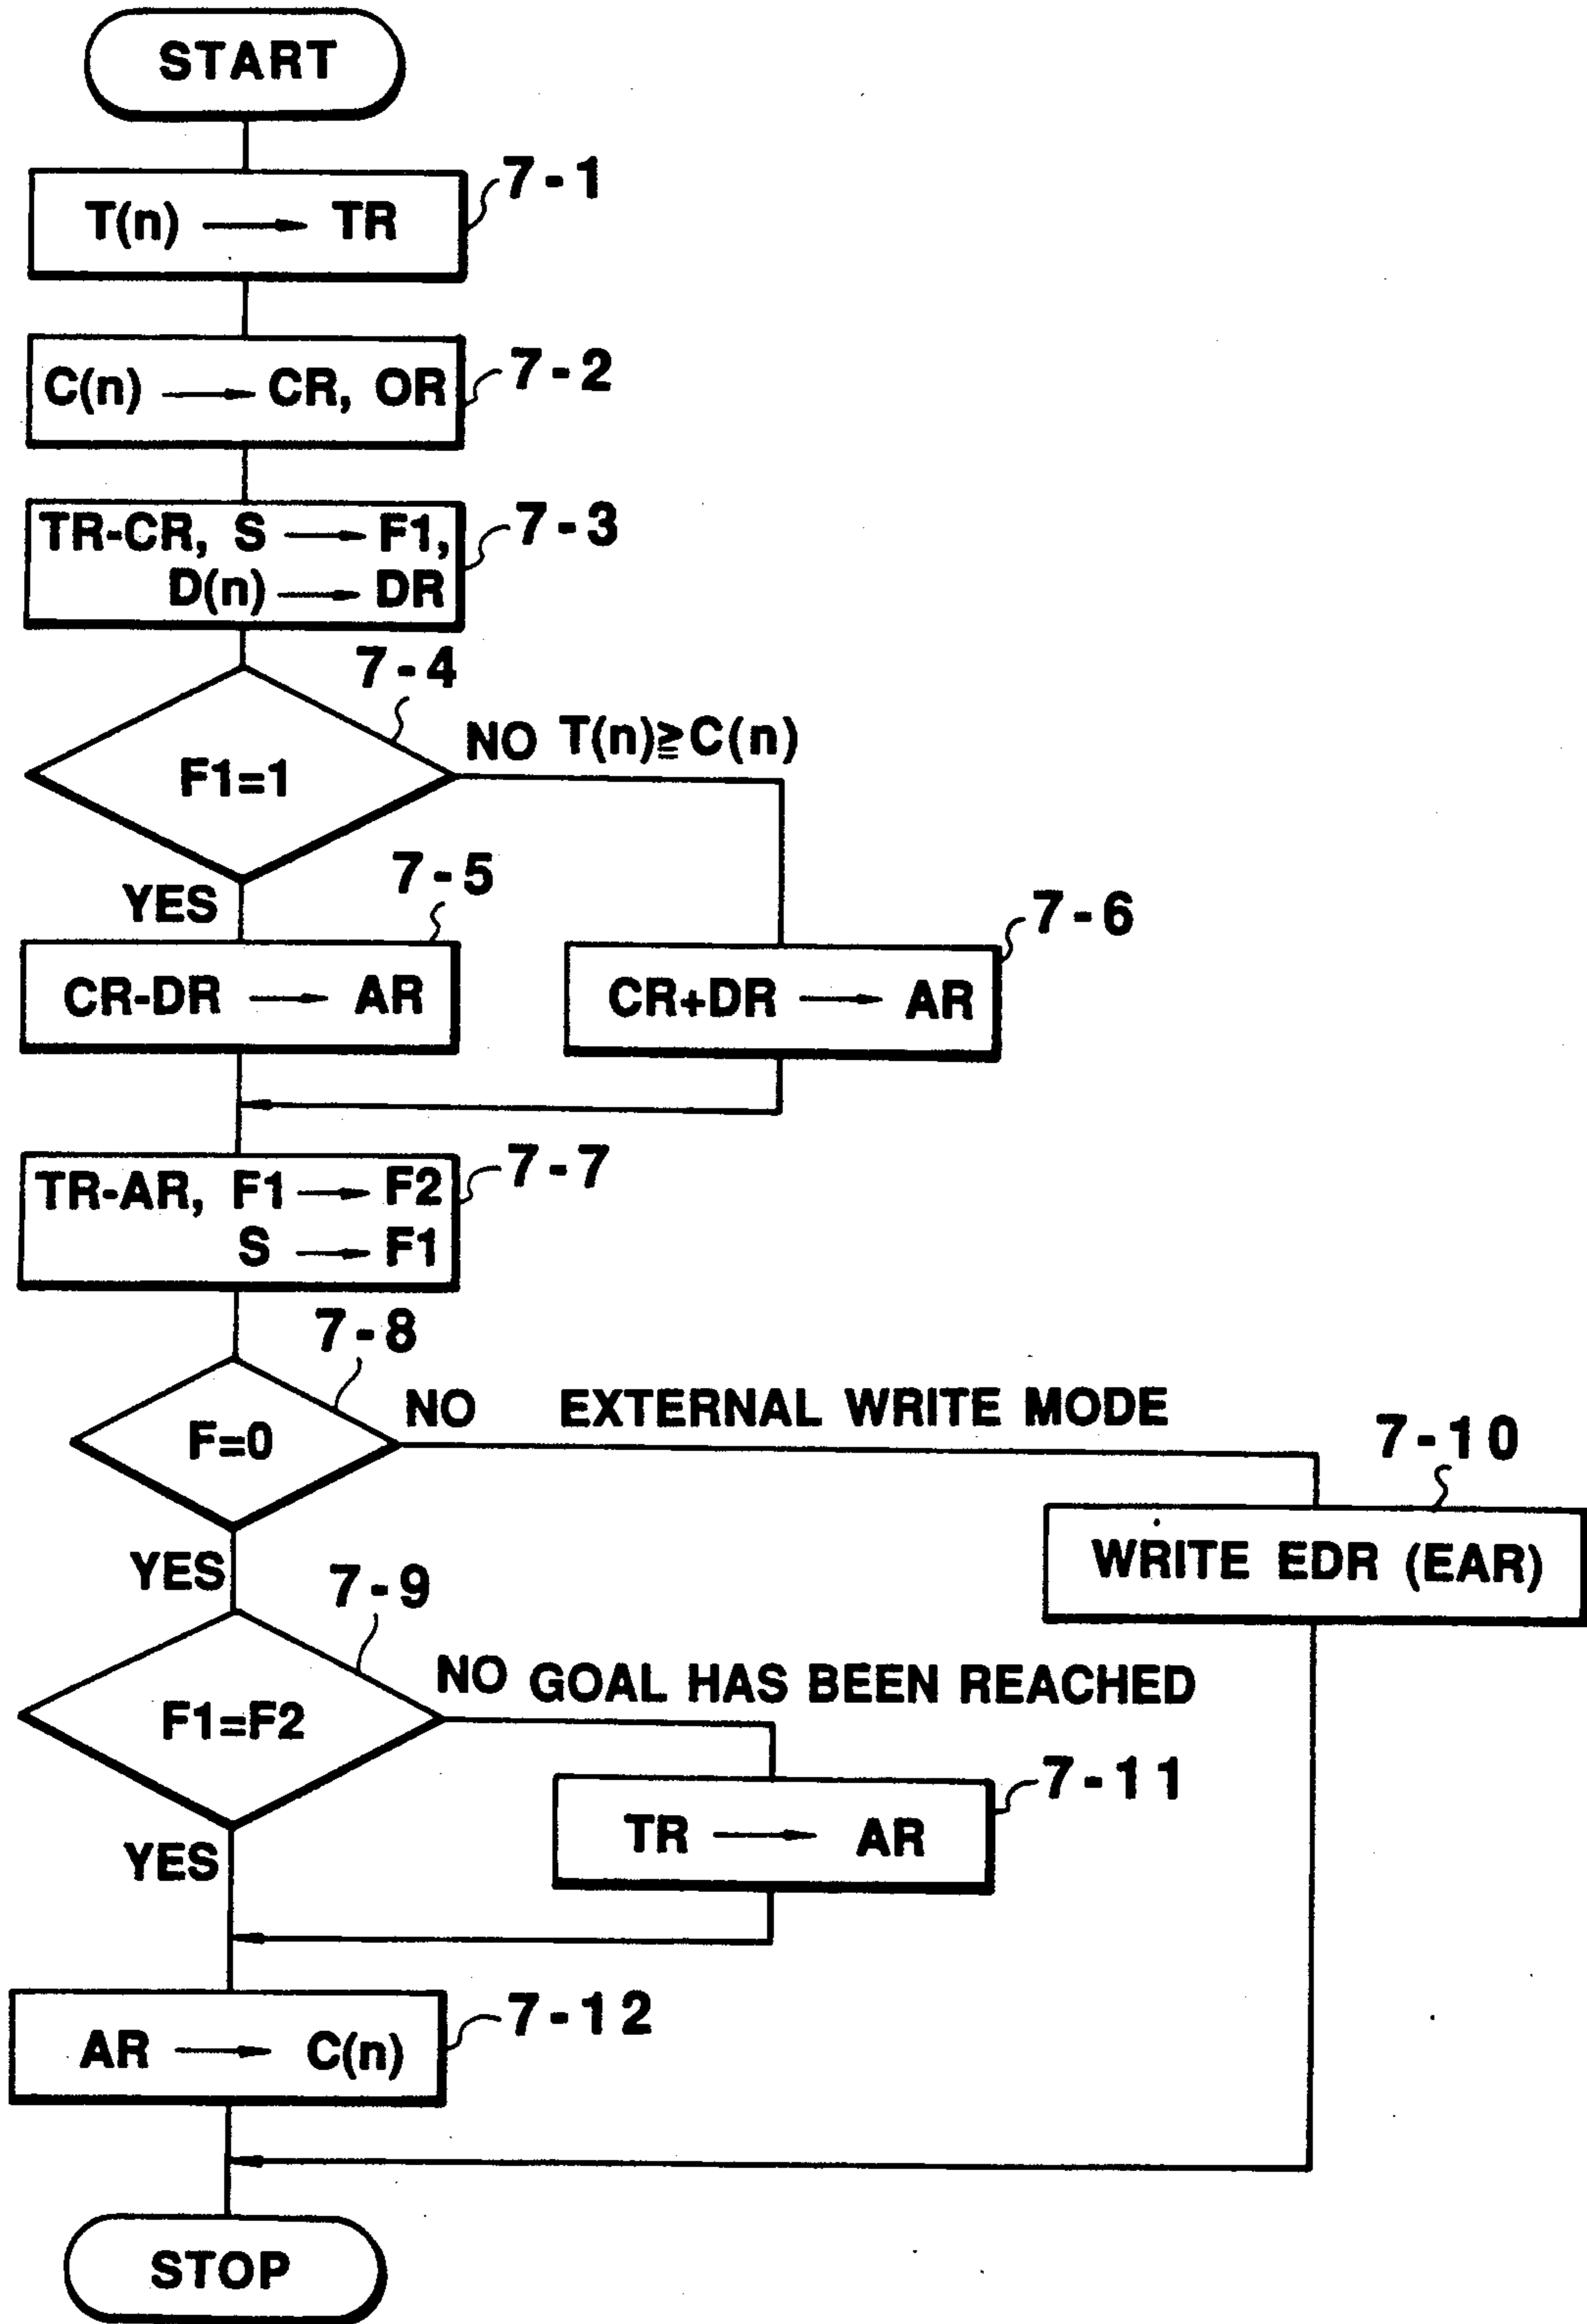 START
7-1
T(n) → TR
7-2
C(n) → CR, OR
7-3
TR-CR, S → F1,
D(n) → DR
7-4
NO T(n)≧C(n)
F1=1
YES
7-5
7-6
CR-DR → AR
CR+DR → AR
7-7
TR-AR, F1 → F2
S → F1
7-8
NO EXTERNAL WRITE MODE
F=0
7-10
WRITE EDR (EAR)
YES
7-9
NO GOAL HAS BEEN REACHED
F1=F2
7-11
TR → AR
YES
7-12
AR → C(n)
STOP